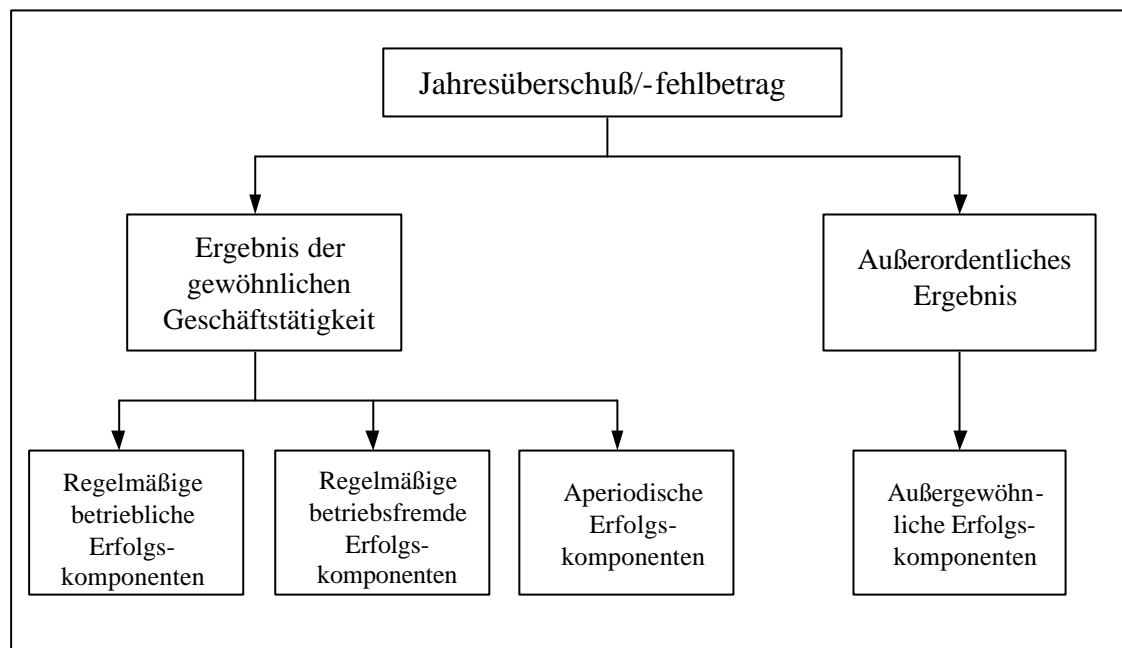 Jahresüberschuß/-fehlbetrag
Ergebnis der
gewöhnlichen
Geschäftstätigkeit
Außerordentliches
Ergebnis
Regelmäßige
betriebliche
Erfolgs-
komponenten
Regelmäßige
betriebsfremde
Erfolgs-
komponenten
Aperiodische
Erfolgs-
komponenten
Außergewöhn-
liche Erfolgs-
komponenten